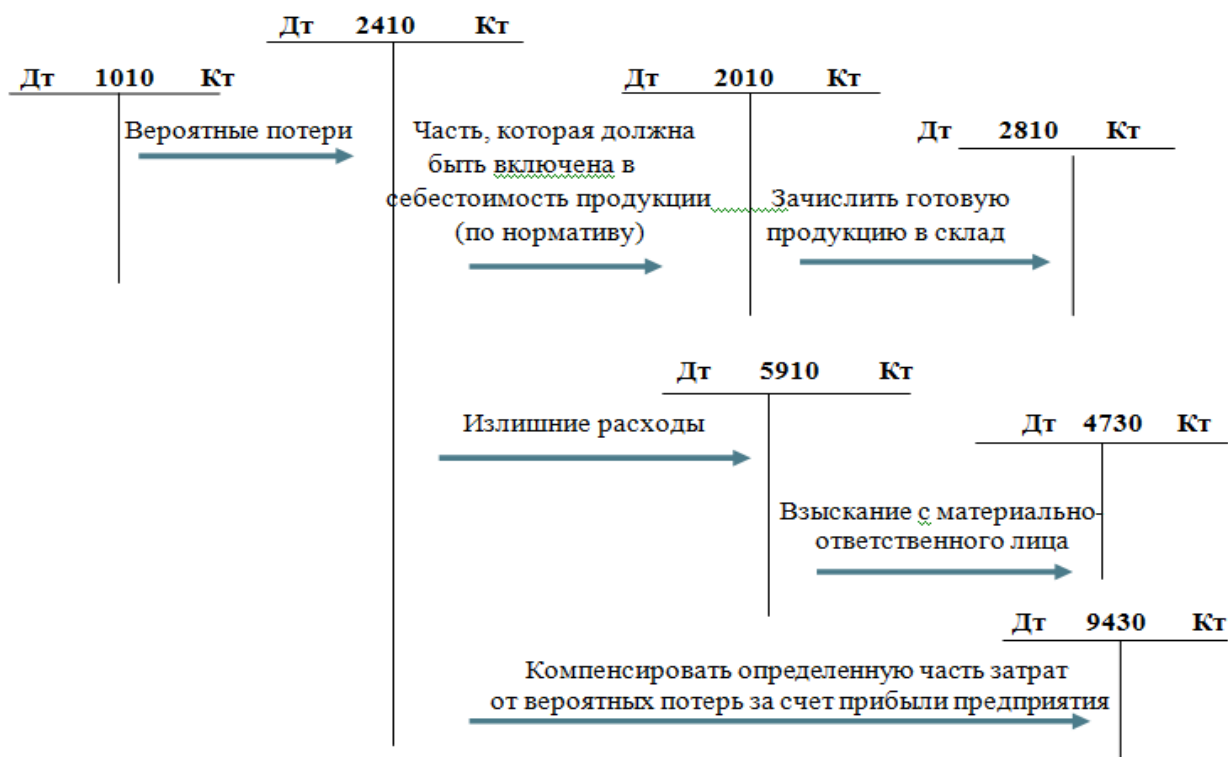 Дт 2410 Кт
Дт 1010 Кт
Вероятные потери
Дт 2010 Кт
Часть, которая должна
быть включена в
себестоимость продукции
(по нормативу)
Дт 2810 Кт
Зачислить готовую
продукцию в склад
Дт 5910 Кт
Излишние расходы
Дт 4730 Кт
Взыскание с материально-
ответственного лица
Дт 9430 Кт
Компенсировать определенную часть затрат
от вероятных потерь за счет прибыли предприятия